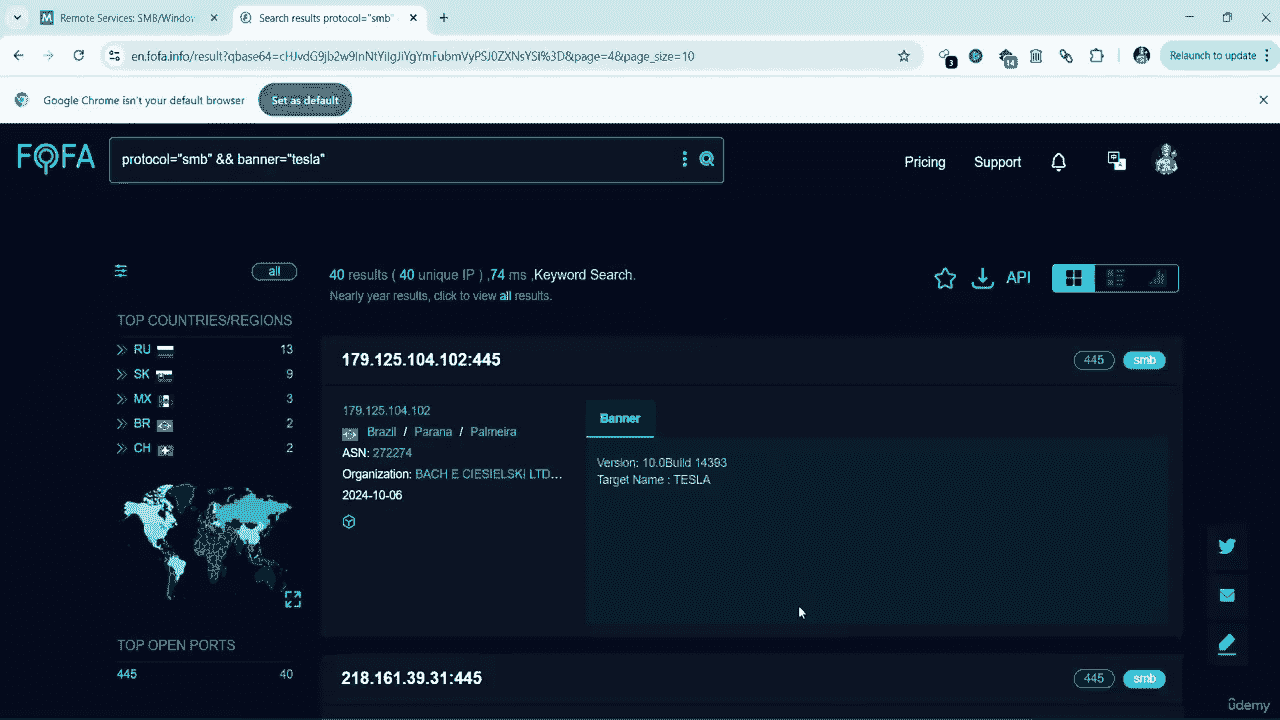 Remote Services: SMB/Window
Search results protocol="smb"
en.fofa.info/result?qbase64=cHJvdG9jb2w9InNtYiIgJiYgYmFubmVyPSJ0ZXNsYSI%3D&page=4&page_size=10
3
14
Relaunch to update
Google Chrome isn't your default browser
Set as default
FOFA
protocol="smb" && banner="tesla"
Pricing
Support
all
40 results ( 40 unique IP ) ,74 ms ,Keyword Search.
API
Nearly year results, click to view all results.
TOP COUNTRIES/REGIONS
RU 13
SK 9
MX 3
BR 2
CH 2
TOP OPEN PORTS
445 40
179.125.104.102:445
445
smb
179.125.104.102
Brazil / Parana / Palmeira
ASN: 272274
Organization: BACH E CIESIELSKI LTD...
2024-10-06
Banner
Version: 10.0Build 14393
Target Name : TESLA
218.161.39.31:445
445
smb
ûdemy